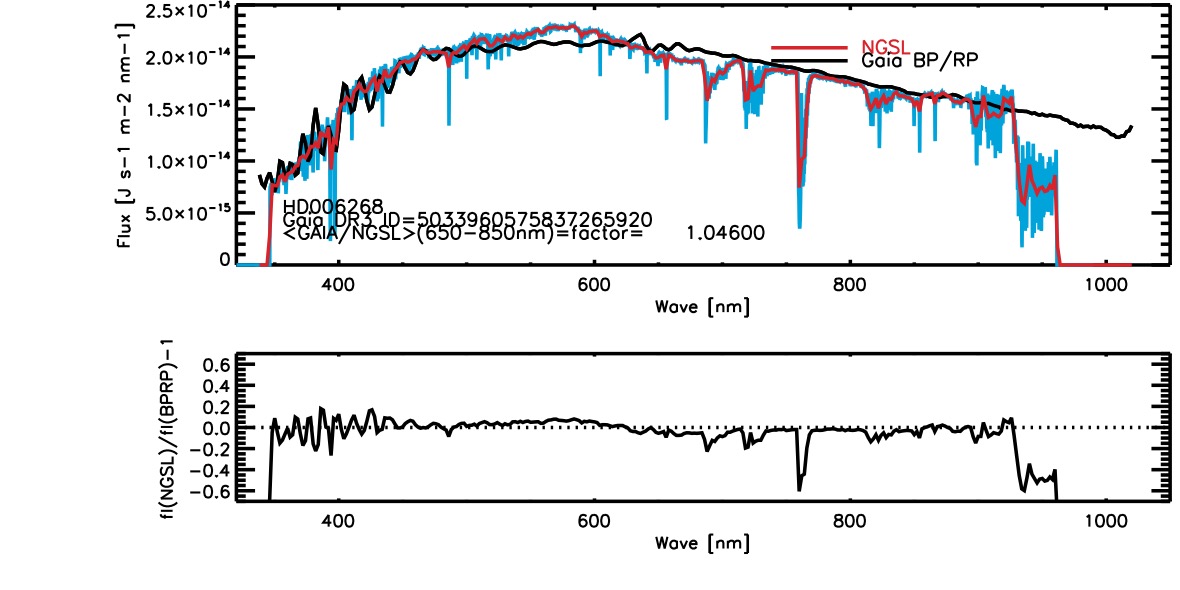 2.5×10⁻¹⁴
2.0×10⁻¹⁴
1.5×10⁻¹⁴
1.0×10⁻¹⁴
5.0×10⁻¹⁵
0
Flux [J s−1 m−2 nm−1]
NGSL
Gaia BP/RP
HD006268
Gaia DR3 ID=5033960575837265920
<GAIA/NGSL>(650−850nm)=factor= 1.04600
400 600 800 1000
Wave [nm]
fl(NGSL)/fl(BPRP)−1
0.6
0.4
0.2
0.0
−0.2
−0.4
−0.6
400 600 800 1000
Wave [nm]